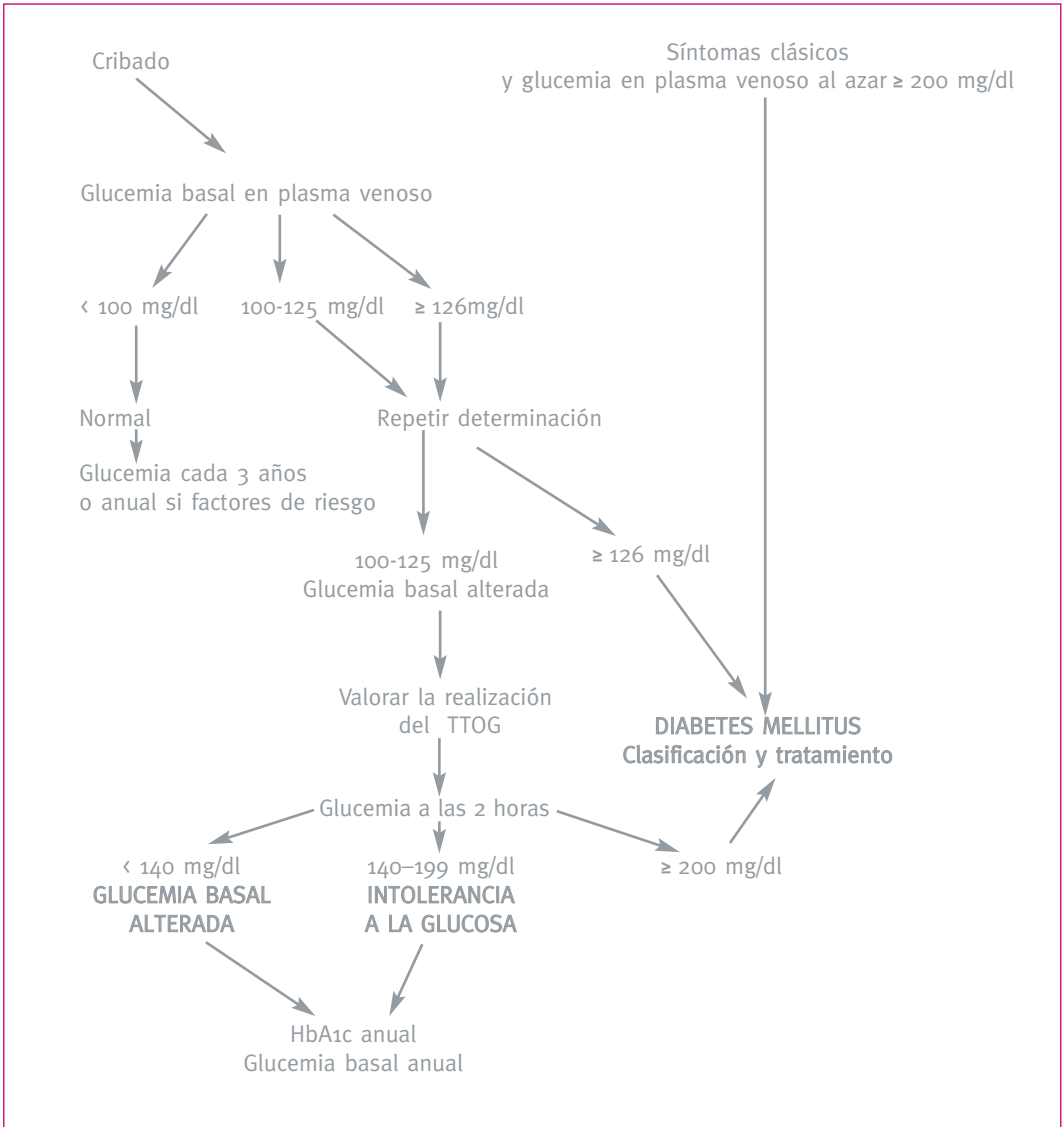 Cribado
Síntomas clásicos
y glucemia en plasma venoso al azar ≥ 200 mg/dl
Glucemia basal en plasma venoso
< 100 mg/dl
100-125 mg/dl
≥ 126mg/dl
Normal
Repetir determinación
Glucemia cada 3 años
o anual si factores de riesgo
100-125 mg/dl
Glucemia basal alterada
≥ 126 mg/dl
Valorar la realización
del TTOG
DIABETES MELLITUS
Clasificación y tratamiento
Glucemia a las 2 horas
< 140 mg/dl
GLUCEMIA BASAL
ALTERADA
140–199 mg/dl
INTOLERANCIA
A LA GLUCOSA
≥ 200 mg/dl
HbA1c anual
Glucemia basal anual